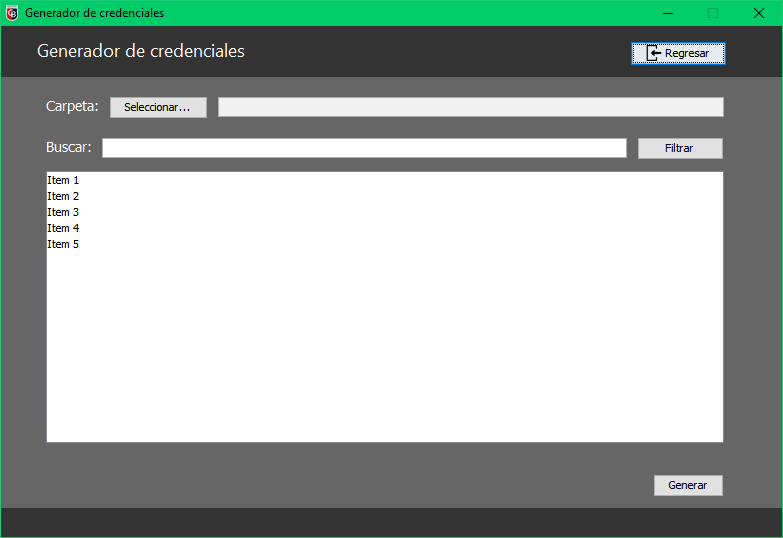 Generador de credenciales
Generador de credenciales
Regresar
Carpeta: Seleccionar...
Buscar: Filtrar
Item 1
Item 2
Item 3
Item 4
Item 5
Generar